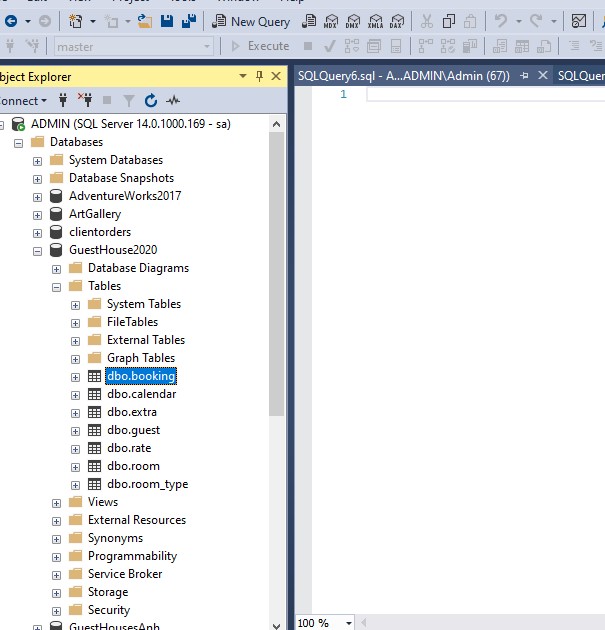 New Query
MDX
DMX
XMLA
DAX
master
Execute
bject Explorer
onnect
SQLQuery6.sql - A...ADMIN\Admin (67))
SQLQuer
1
ADMIN (SQL Server 14.0.1000.169 - sa)
Databases
System Databases
Database Snapshots
AdventureWorks2017
ArtGallery
clientorders
GuestHouse2020
Database Diagrams
Tables
System Tables
FileTables
External Tables
Graph Tables
dbo.booking
dbo.calendar
dbo.extra
dbo.guest
dbo.rate
dbo.room
dbo.room_type
Views
External Resources
Synonyms
Programmability
Service Broker
Storage
Security
GuestHousesAnh
100 %